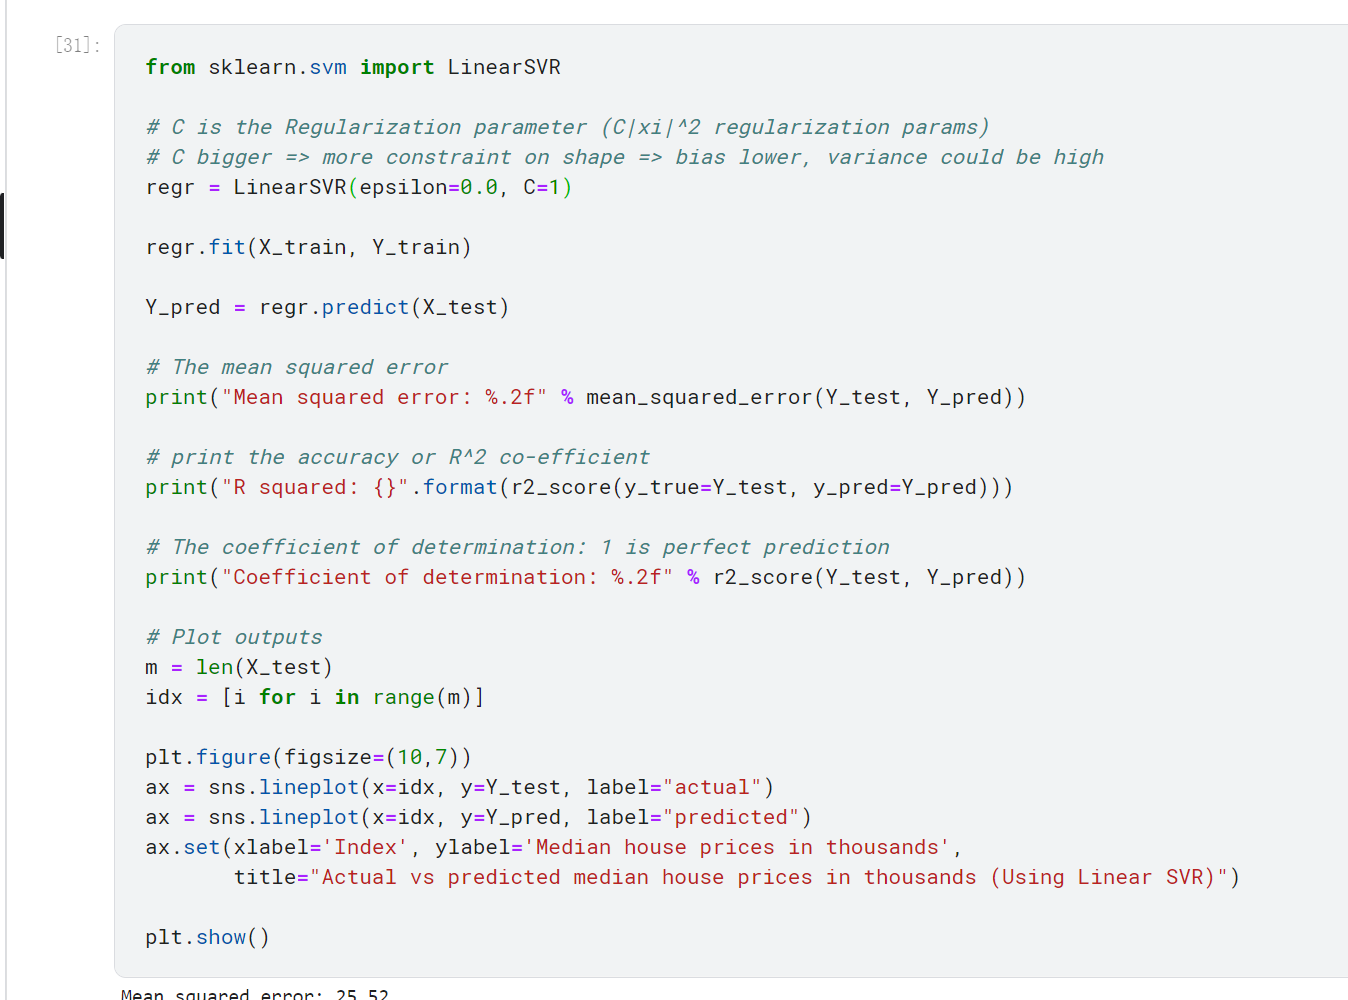 [31]:
from sklearn.svm import LinearSVR
# C is the Regularization parameter (C|xi|^2 regularization params)
# C bigger => more constraint on shape => bias lower, variance could be high
regr = LinearSVR(epsilon=0.0, C=1)
regr.fit(X_train, Y_train)
Y_pred = regr.predict(X_test)
# The mean squared error
print("Mean squared error: %.2f" % mean_squared_error(Y_test, Y_pred))
# print the accuracy or R^2 co-efficient
print("R squared: {}".format(r2_score(y_true=Y_test, y_pred=Y_pred)))
# The coefficient of determination: 1 is perfect prediction
print("Coefficient of determination: %.2f" % r2_score(Y_test, Y_pred))
# Plot outputs
m = len(X_test)
idx = [i for i in range(m)]
plt.figure(figsize=(10,7))
ax = sns.lineplot(x=idx, y=Y_test, label="actual")
ax = sns.lineplot(x=idx, y=Y_pred, label="predicted")
ax.set(xlabel='Index', ylabel='Median house prices in thousands',
       title="Actual vs predicted median house prices in thousands (Using Linear SVR)")
plt.show()
Mean squared error: 25.52